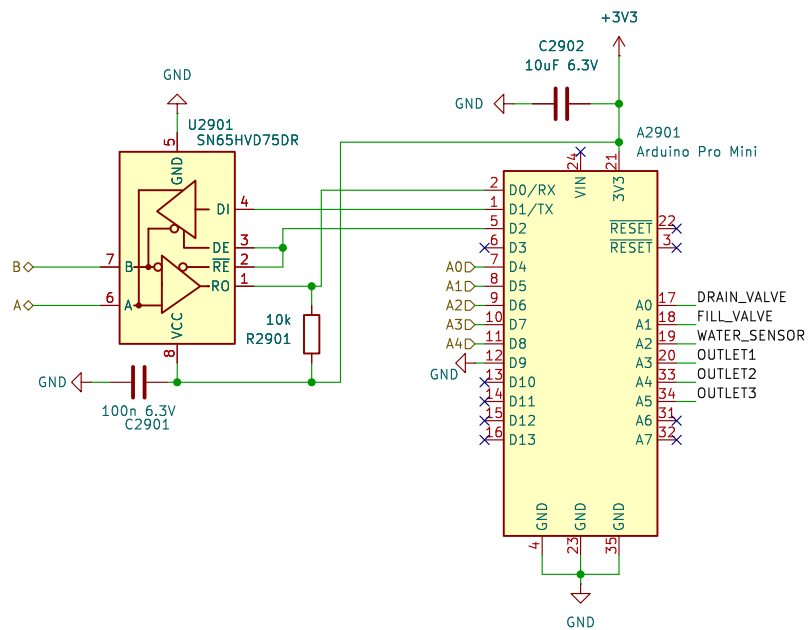 +3V3
C2902
10uF 6.3V
GND
GND
U2901
SN65HVD75DR
A2901
Arduino Pro Mini
5
GND
24
VIN
21
3V3
DI 4
DE 3
RE 2
RO 1
7 B
B
6 A
A
VCC
8
10k
R2901
GND
100n 6.3V
C2901
2 D0/RX
1 D1/TX
5 D2
6 D3
A0 7 D4
A1 8 D5
A2 9 D6
A3 10 D7
A4 11 D8
GND 12 D9
13 D10
14 D11
15 D12
16 D13
RESET 22
RESET 3
A0 17 DRAIN_VALVE
A1 18 FILL_VALVE
A2 19 WATER_SENSOR
A3 20 OUTLET1
A4 33 OUTLET2
A5 34 OUTLET3
A6 31
A7 32
GND GND GND
4 23 35
GND